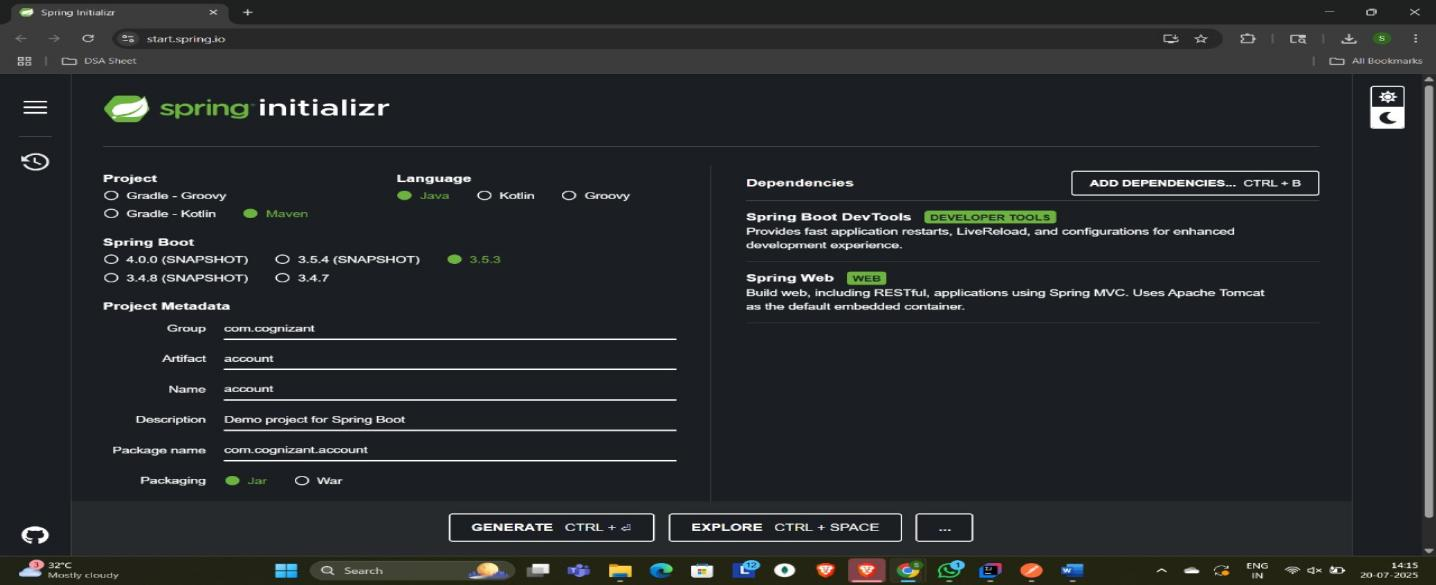 Spring Initializr
start.spring.io
DSA Sheet
All Bookmarks
spring initializr
Project
Gradle - Groovy
Gradle - Kotlin Maven
Language
Java Kotlin Groovy
Spring Boot
4.0.0 (SNAPSHOT) 3.5.4 (SNAPSHOT) 3.5.3
3.4.8 (SNAPSHOT) 3.4.7
Project Metadata
Group com.cognizant
Artifact account
Name account
Description Demo project for Spring Boot
Package name com.cognizant.account
Packaging Jar War
Dependencies
ADD DEPENDENCIES... CTRL + B
Spring Boot DevTools DEVELOPER TOOLS
Provides fast application restarts, LiveReload, and configurations for enhanced
development experience.
Spring Web WEB
Build web, including RESTful, applications using Spring MVC. Uses Apache Tomcat
as the default embedded container.
GENERATE CTRL + ⏎
EXPLORE CTRL + SPACE
...
3
32°C
Mostly cloudy
Search
12
1
ENG
IN
14:15
20-07-2025